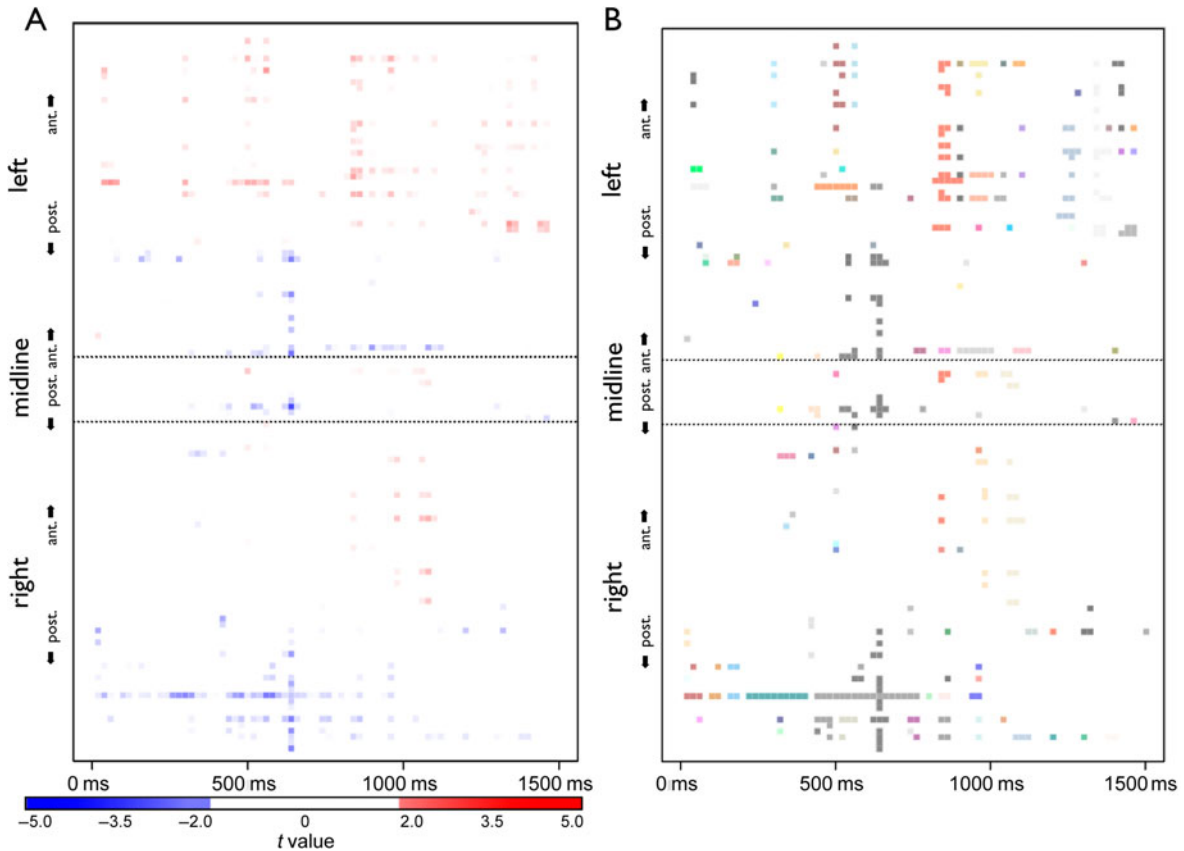 A
B
left
ant.
post.
midline
ant.
post.
right
ant.
post.
left
ant.
post.
midline
ant.
post.
right
ant.
post.
0 ms 500 ms 1000 ms 1500 ms
0 ms 500 ms 1000 ms 1500 ms
–5.0 –3.5 –2.0 0 2.0 3.5 5.0
t value